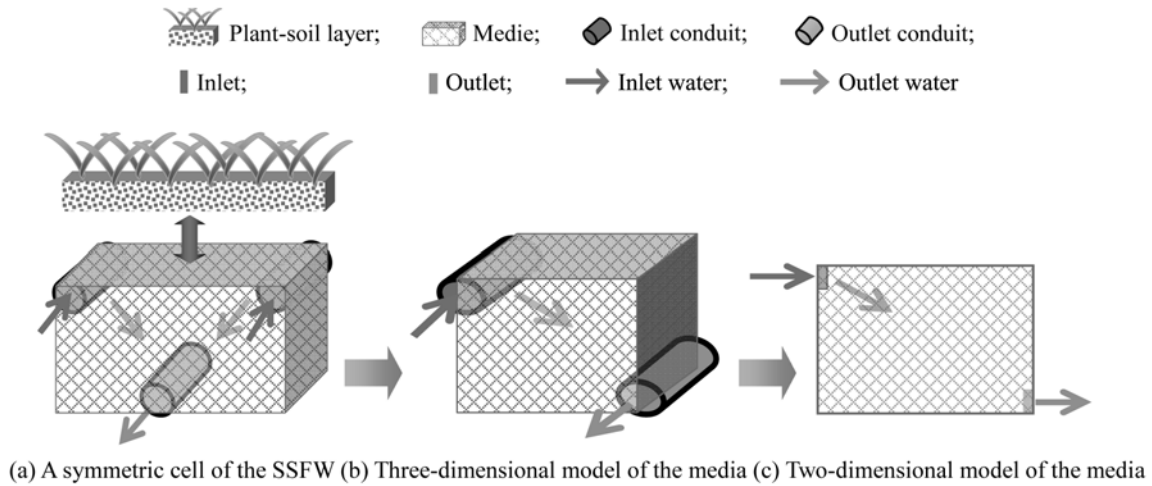 Plant-soil layer; Medie; Inlet conduit; Outlet conduit;
Inlet; Outlet; Inlet water; Outlet water
(a) A symmetric cell of the SSFW (b) Three-dimensional model of the media (c) Two-dimensional model of the media